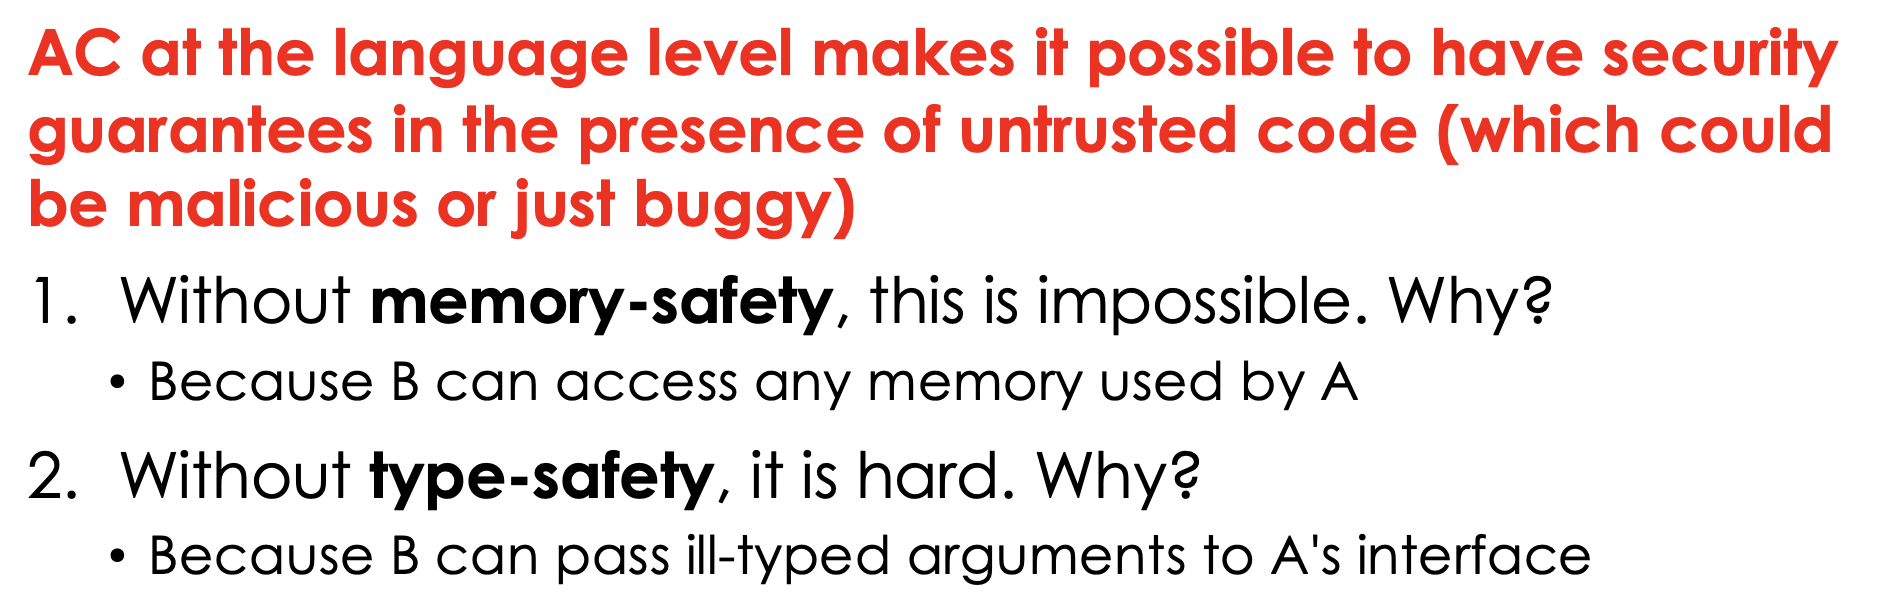 AC at the language level makes it possible to have security
guarantees in the presence of untrusted code (which could
be malicious or just buggy)
1. Without memory-safety, this is impossible. Why?
• Because B can access any memory used by A
2. Without type-safety, it is hard. Why?
• Because B can pass ill-typed arguments to A's interface